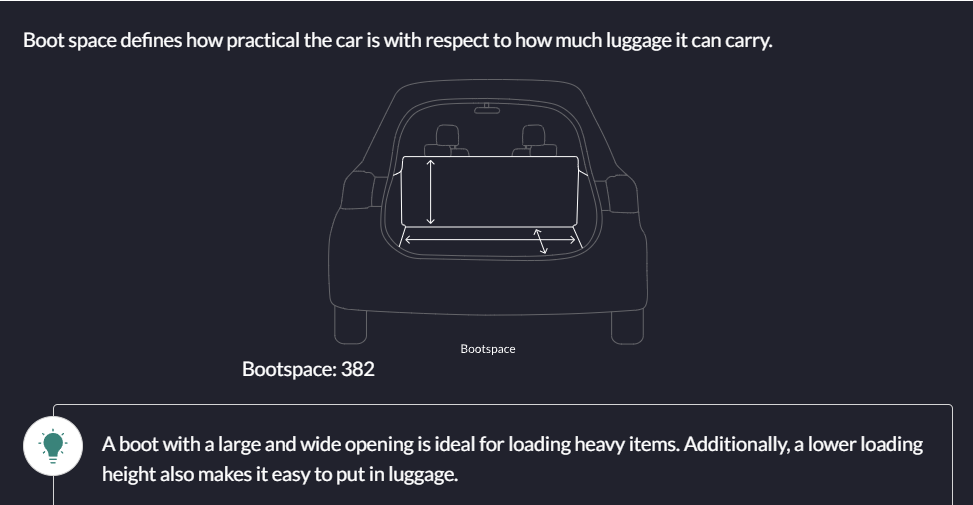 Boot space defines how practical the car is with respect to how much luggage it can carry.
Bootspace
Bootspace: 382
A boot with a large and wide opening is ideal for loading heavy items. Additionally, a lower loading
height also makes it easy to put in luggage.